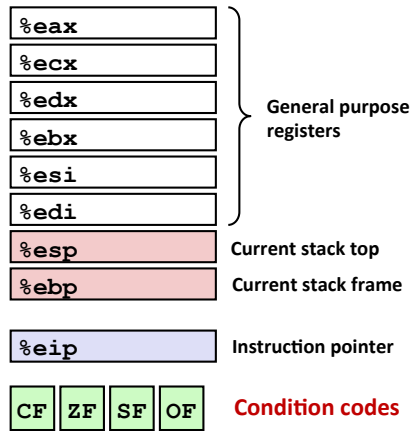 %eax
%ecx
%edx
%ebx
%esi
%edi
General purpose
registers
%esp Current stack top
%ebp Current stack frame
%eip Instruction pointer
CF ZF SF OF Condition codes